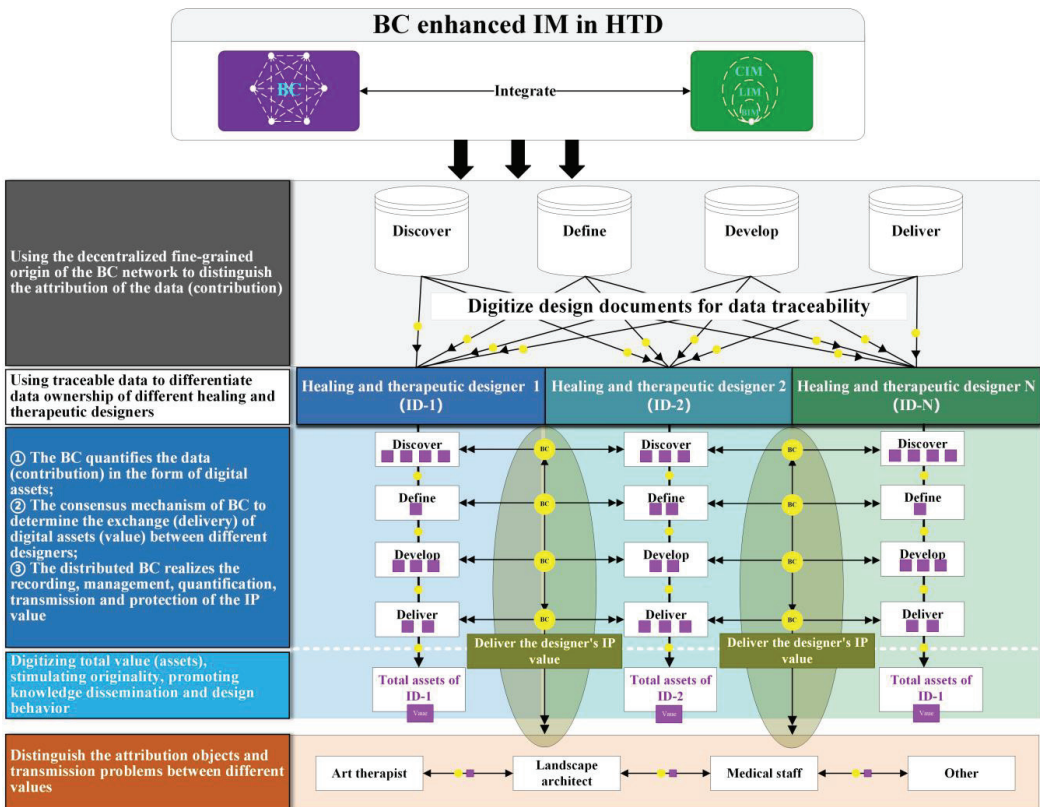 BC enhanced IM in HTD
BC
Integrate
CIM
LIM
BIM
Using the decentralized fine-grained
origin of the BC network to distinguish
the attribution of the data (contribution)
Discover
Define
Develop
Deliver
Digitize design documents for data traceability
Using traceable data to differentiate
data ownership of different healing and
therapeutic designers
Healing and therapeutic designer 1
(ID-1)
Healing and therapeutic designer 2
(ID-2)
Healing and therapeutic designer N
(ID-N)
① The BC quantifies the data
(contribution) in the form of digital
assets;
② The consensus mechanism of BC to
determine the exchange (delivery) of
digital assets (value) between different
designers;
③ The distributed BC realizes the
recording, management, quantification,
transmission and protection of the IP
value
Discover
BC
Discover
BC
Discover
Define
BC
Define
BC
Define
Develop
BC
Develop
BC
Develop
Deliver
BC
Deliver
BC
Deliver
Deliver the designer's IP
value
Deliver the designer's IP
value
Digitizing total value (assets),
stimulating originality, promoting
knowledge dissemination and design
behavior
Total assets of
ID-1
Value
Total assets of
ID-2
Value
Total assets of
ID-1
Value
Distinguish the attribution objects and
transmission problems between different
values
Art therapist
Landscape
architect
Medical staff
Other